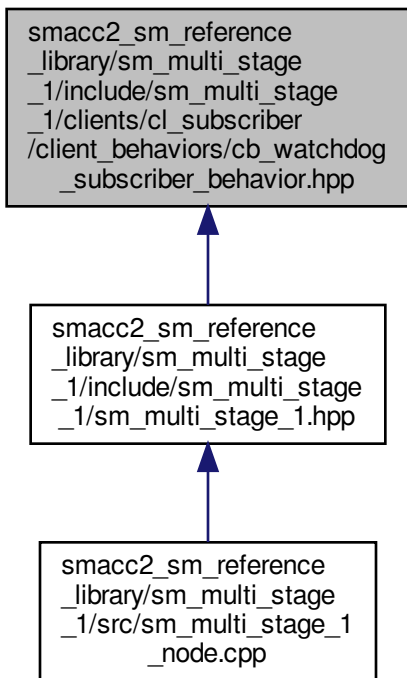 smacc2_sm_reference
_library/sm_multi_stage
_1/include/sm_multi_stage
_1/clients/cl_subscriber
/client_behaviors/cb_watchdog
_subscriber_behavior.hpp
smacc2_sm_reference
_library/sm_multi_stage
_1/include/sm_multi_stage
_1/sm_multi_stage_1.hpp
smacc2_sm_reference
_library/sm_multi_stage
_1/src/sm_multi_stage_1
_node.cpp